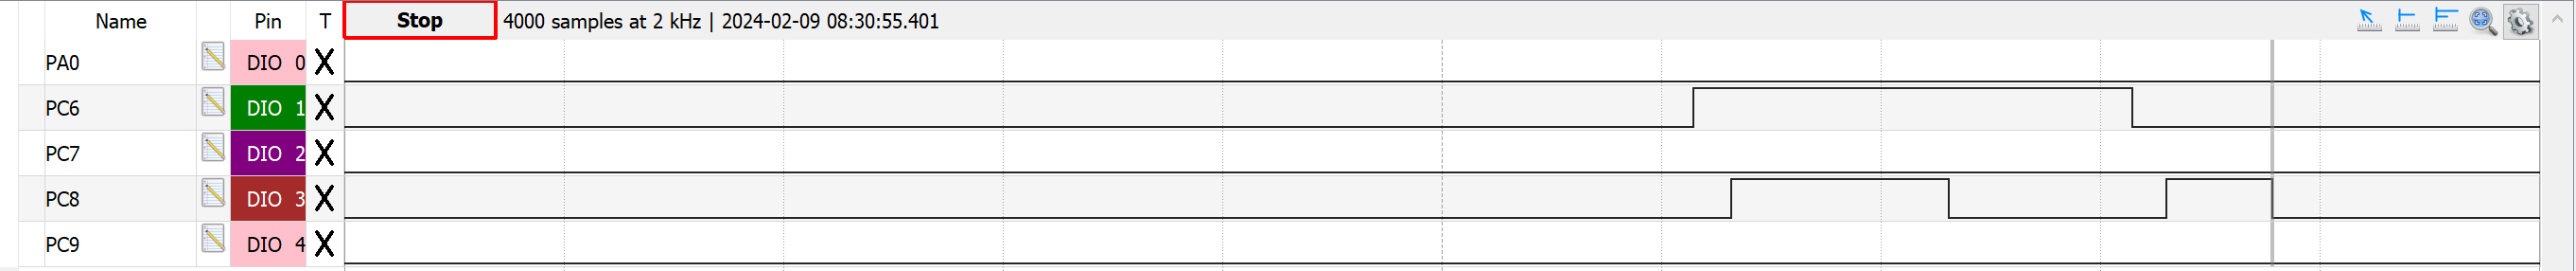 Name Pin T Stop 4000 samples at 2 kHz | 2024-02-09 08:30:55.401
PA0 DIO 0 X
PC6 DIO 1 X
PC7 DIO 2 X
PC8 DIO 3 X
PC9 DIO 4 X